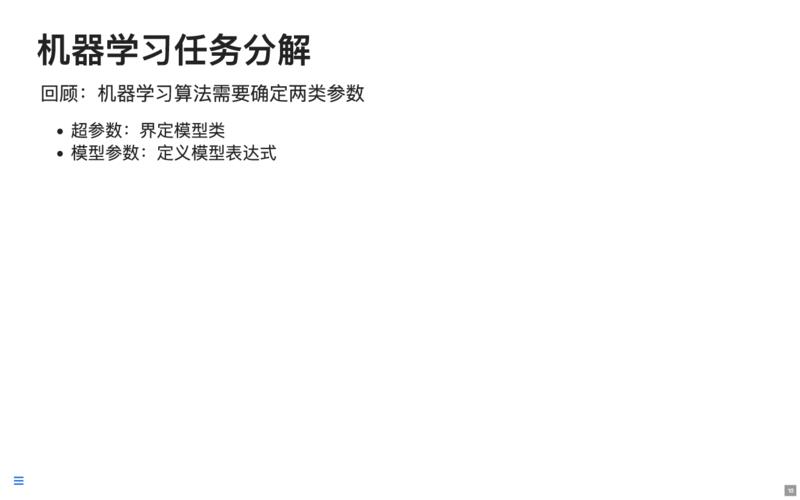 机器学习任务分解
回顾：机器学习算法需要确定两类参数
• 超参数：界定模型类
• 模型参数：定义模型表达式